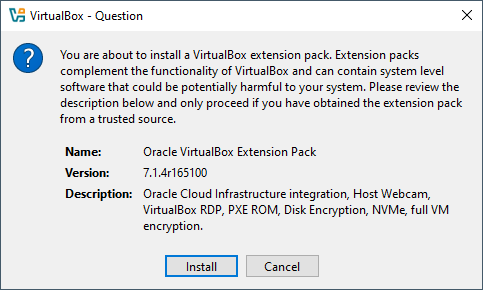 VirtualBox - Question
You are about to install a VirtualBox extension pack. Extension packs
complement the functionality of VirtualBox and can contain system level
software that could be potentially harmful to your system. Please review the
description below and only proceed if you have obtained the extension pack
from a trusted source.
Name: Oracle VirtualBox Extension Pack
Version: 7.1.4r165100
Description: Oracle Cloud Infrastructure integration, Host Webcam,
VirtualBox RDP, PXE ROM, Disk Encryption, NVMe, full VM
encryption.
Install Cancel